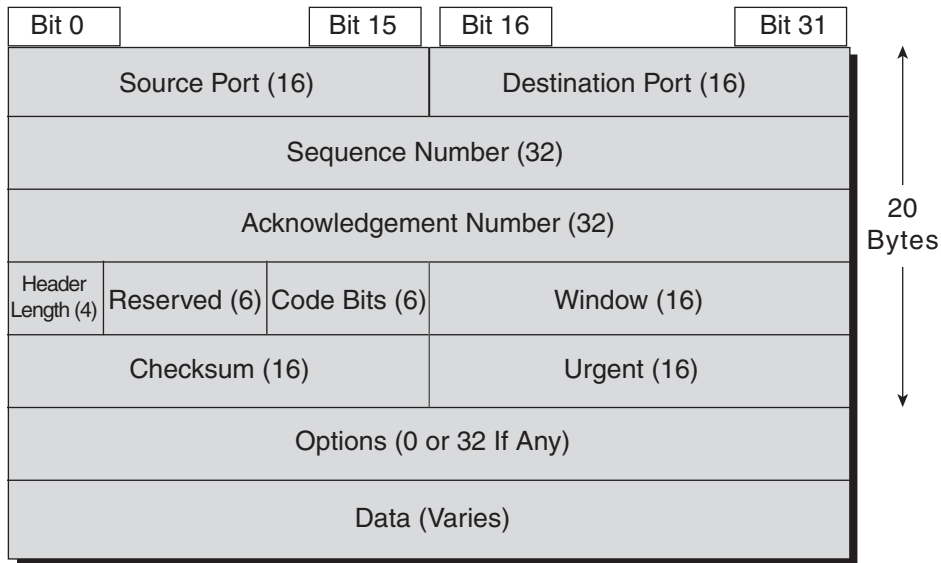 Bit 0
Bit 15
Bit 16
Bit 31
Source Port (16)
Destination Port (16)
Sequence Number (32)
Acknowledgement Number (32)
20
Bytes
Header
Length (4)
Reserved (6)
Code Bits (6)
Window (16)
Checksum (16)
Urgent (16)
Options (0 or 32 If Any)
Data (Varies)